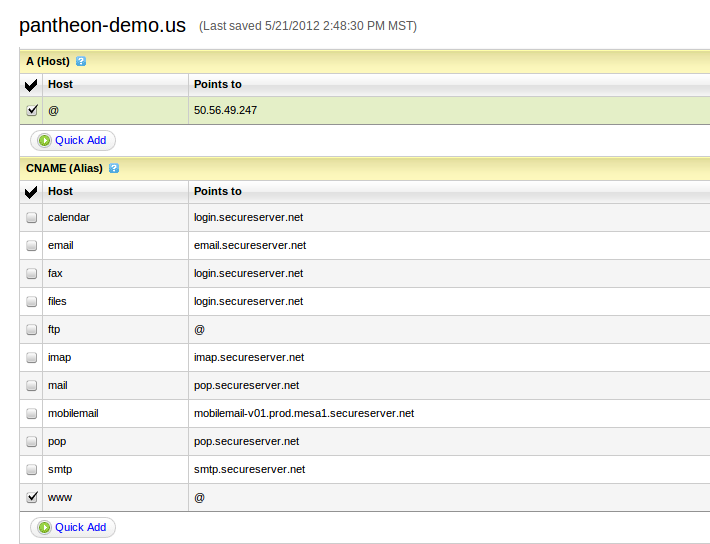 pantheon-demo.us (Last saved 5/21/2012 2:48:30 PM MST)
A (Host) ?
Host Points to
@ 50.56.49.247
Quick Add
CNAME (Alias) ?
Host Points to
calendar login.secureserver.net
email email.secureserver.net
fax login.secureserver.net
files login.secureserver.net
ftp @
imap imap.secureserver.net
mail pop.secureserver.net
mobilemail mobilemail-v01.prod.mesa1.secureserver.net
pop pop.secureserver.net
smtp smtp.secureserver.net
www @
Quick Add